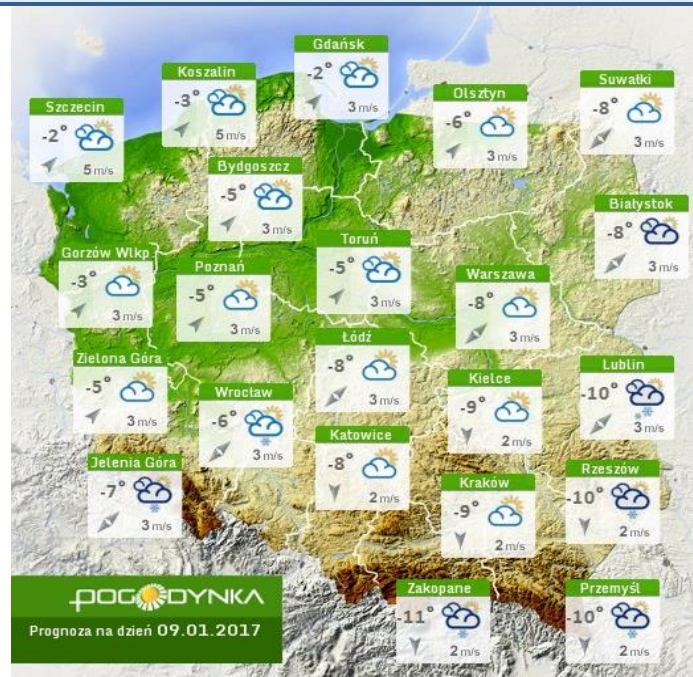 Gdańsk
-2°
3 m/s
Koszalin
-3°
5 m/s
Szczecin
-2°
5 m/s
Olsztyn
-6°
3 m/s
Suwałki
-8°
3 m/s
Bydgoszcz
-5°
3 m/s
Białystok
-8°
3 m/s
Gorzów Wlkp.
-3°
3 m/s
Poznań
-5°
3 m/s
Toruń
-5°
3 m/s
Warszawa
-8°
3 m/s
Zielona Góra
-5°
3 m/s
Łódź
-8°
3 m/s
Wrocław
-6°
3 m/s
Kielce
-9°
2 m/s
Lublin
-10°
3 m/s
Jelenia Góra
-7°
3 m/s
Katowice
-8°
2 m/s
Kraków
-9°
2 m/s
Rzeszów
-10°
2 m/s
Zakopane
-11°
2 m/s
Przemyśl
-10°
2 m/s
POGODYNKA
Prognoza na dzień 09.01.2017